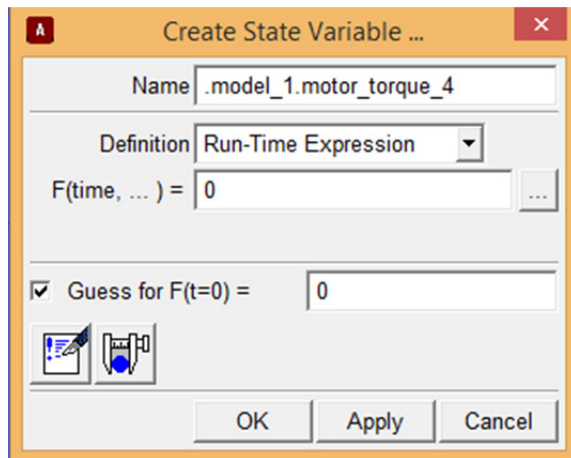 A Create State Variable ... ×
Name .model_1.motor_torque_4
Definition Run-Time Expression
F(time, ... ) = 0 ...
Guess for F(t=0) = 0
OK Apply Cancel